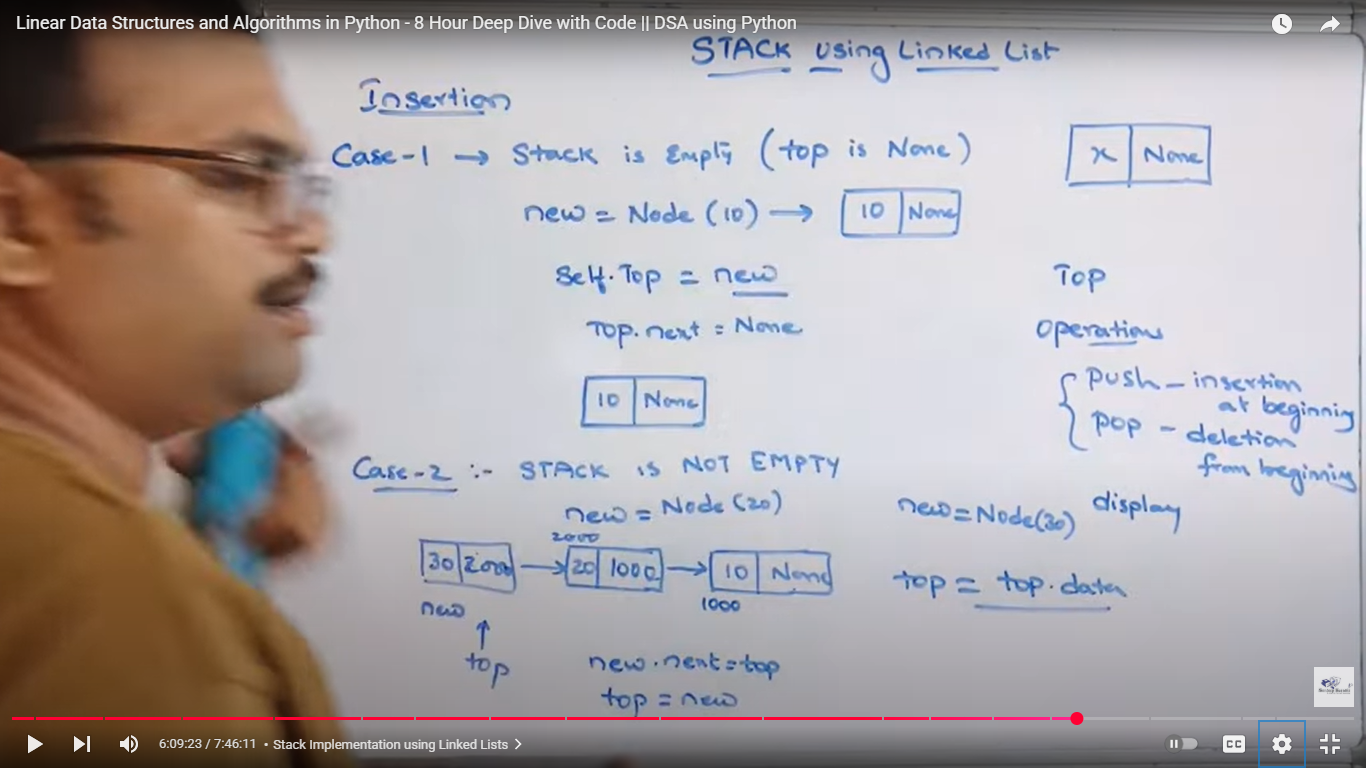 Linear Data Structures and Algorithms in Python - 8 Hour Deep Dive with Code || DSA using Python
STACK using Linked List
Insertion
Case-1 → Stack is Empty (top is None)
x None
new = Node (10) → 10 None
Self.Top = new
Top
Top.next = None
Operations
10 None
push - insertion
at beginning
pop - deletion
from beginning
display
Case-2 :- STACK is NOT EMPTY
new = Node (20)
new = Node(30)
2000
30 2000 → 20 1000 → 10 None
top = top.data
new
1000
↑
top
new.next = top
top = new
6:09:23 / 7:46:11 • Stack Implementation using Linked Lists >
CC